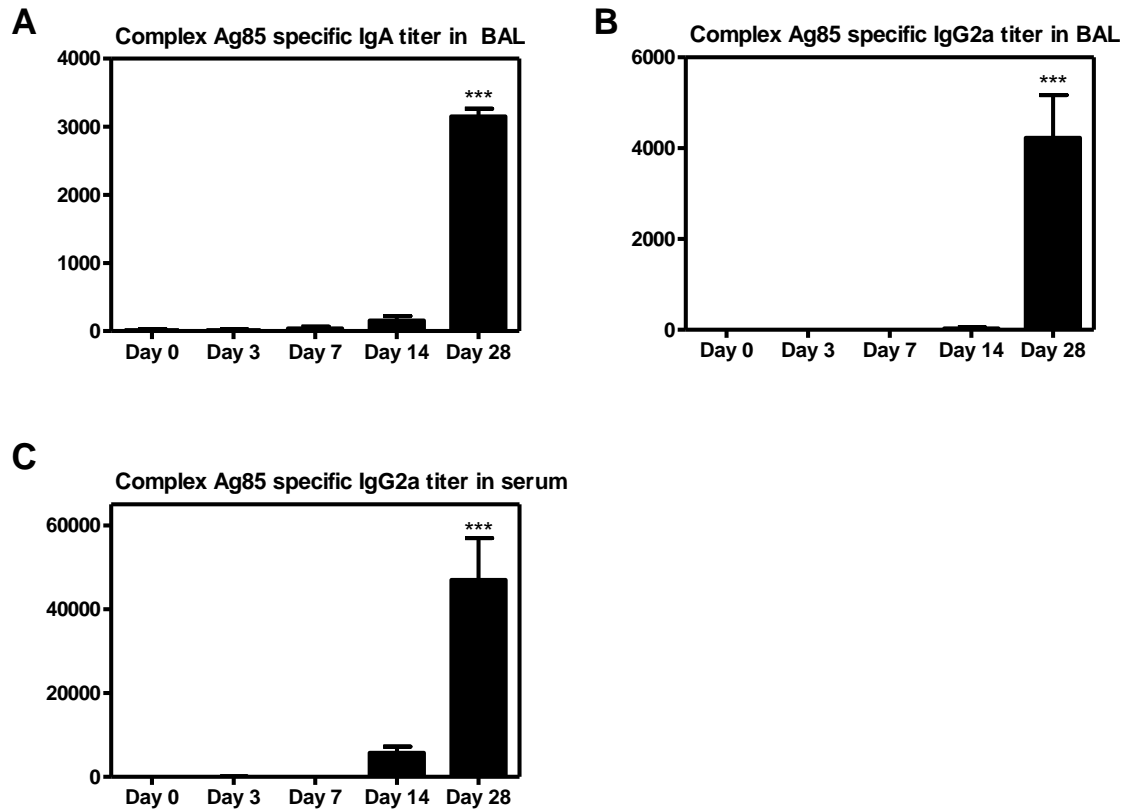 A
Complex Ag85 specific IgA titer in BAL
4000
3000
2000
1000
0
***
Day 0 Day 3 Day 7 Day 14 Day 28
B
Complex Ag85 specific IgG2a titer in BAL
6000
4000
2000
0
***
Day 0 Day 3 Day 7 Day 14 Day 28
C
Complex Ag85 specific IgG2a titer in serum
60000
40000
20000
0
***
Day 0 Day 3 Day 7 Day 14 Day 28